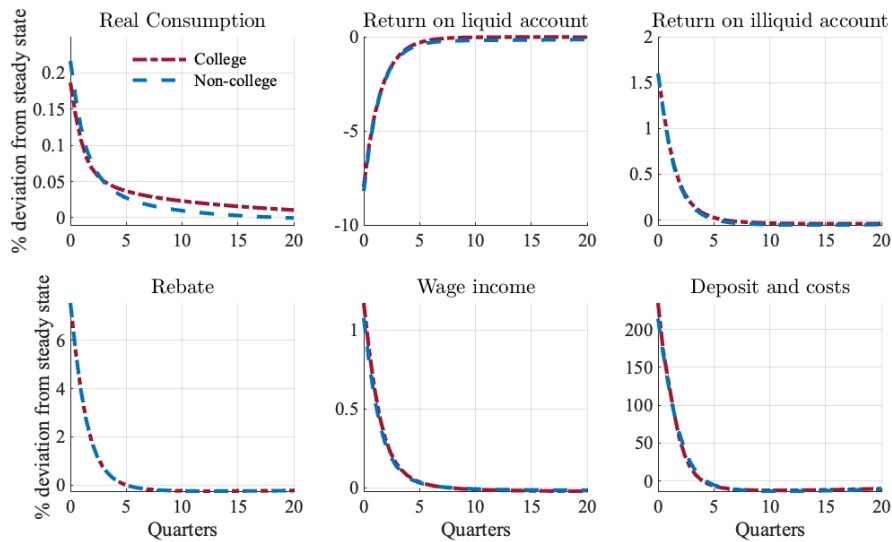 Real Consumption
Return on liquid account
Return on illiquid account
% deviation from steady state
0.2
0.15
0.1
0.05
0
College
Non-college
0 5 10 15 20
0
-5
-10
0 5 10 15 20
2
1.5
1
0.5
0
0 5 10 15 20
Rebate
Wage income
Deposit and costs
% deviation from steady state
6
4
2
0
0 5 10 15 20
Quarters
1
0.5
0
0 5 10 15 20
Quarters
200
150
100
50
0
0 5 10 15 20
Quarters